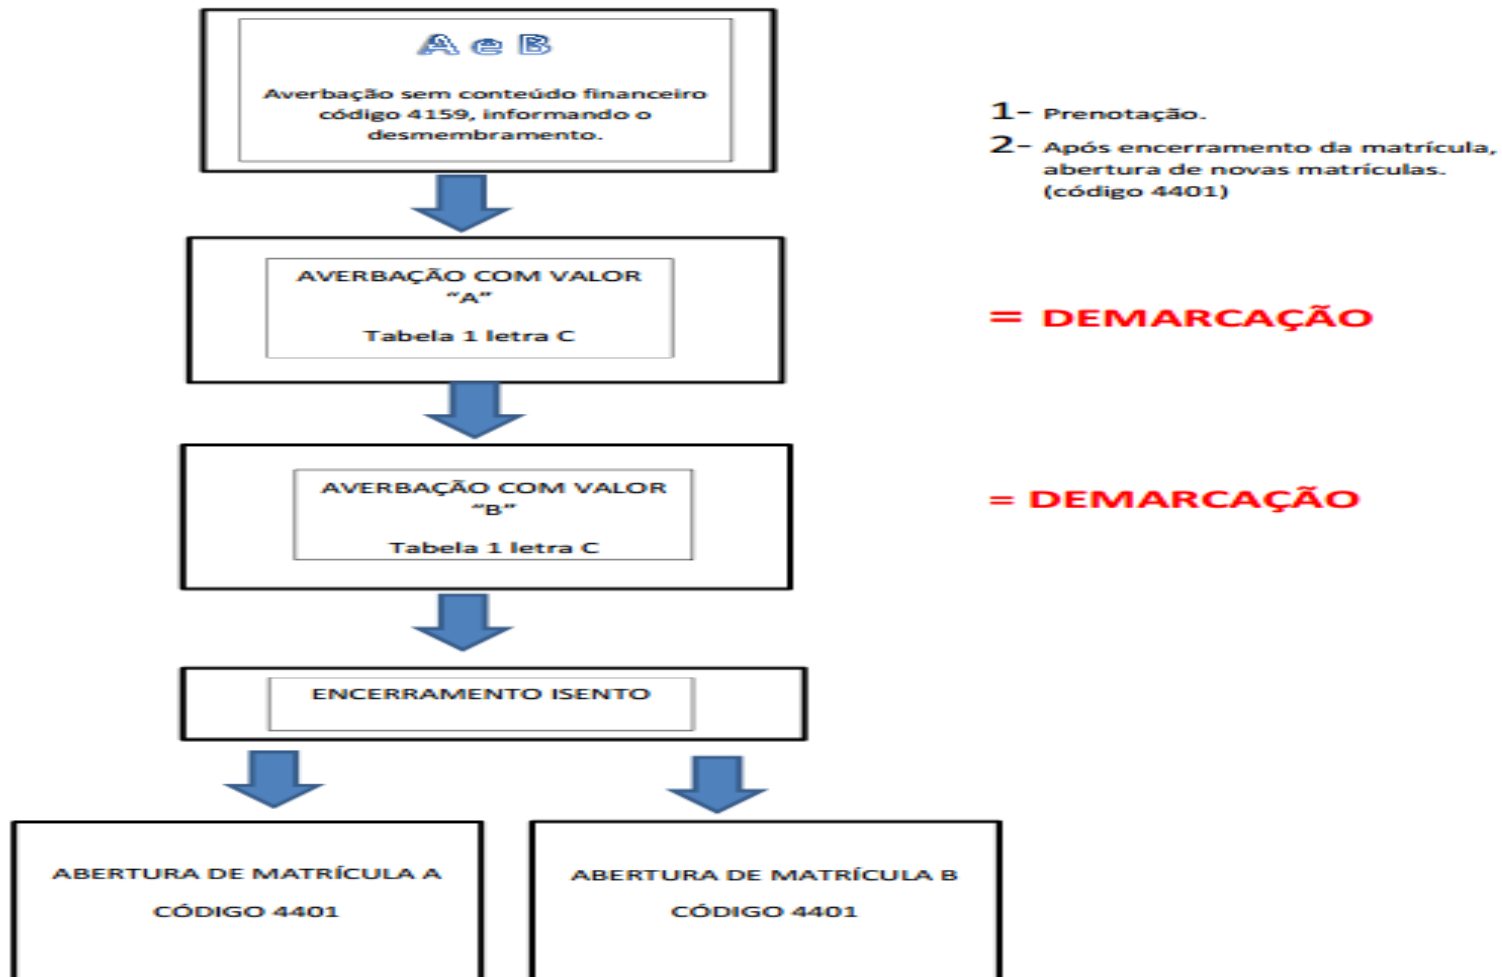 A e B
Averbação sem conteúdo financeiro
código 4159, informando o
desmembramento.
1- Prenotação.
2- Após encerramento da matrícula,
abertura de novas matrículas.
(código 4401)
AVERBAÇÃO COM VALOR
“A”
Tabela 1 letra C
= DEMARCAÇÃO
AVERBAÇÃO COM VALOR
“B”
Tabela 1 letra C
= DEMARCAÇÃO
ENCERRAMENTO ISENTO
ABERTURA DE MATRÍCULA A
CÓDIGO 4401
ABERTURA DE MATRÍCULA B
CÓDIGO 4401